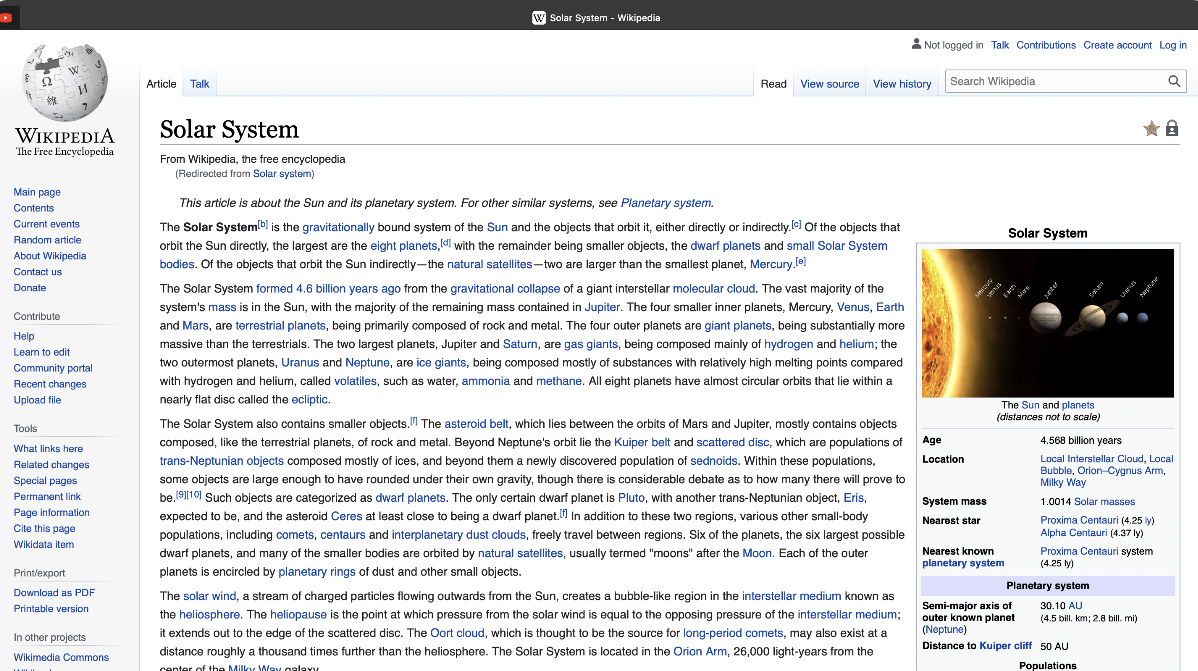 Solar System - Wikipedia
Not logged in Talk Contributions Create account Log in
Article Talk Read View source View history Search Wikipedia
WIKIPEDIA
The Free Encyclopedia
Main page
Contents
Current events
Random article
About Wikipedia
Contact us
Donate
Contribute
Help
Learn to edit
Community portal
Recent changes
Upload file
Tools
What links here
Related changes
Special pages
Permanent link
Page information
Cite this page
Wikidata item
Print/export
Download as PDF
Printable version
In other projects
Wikimedia Commons
Solar System
From Wikipedia, the free encyclopedia
(Redirected from Solar system)
This article is about the Sun and its planetary system. For other similar systems, see Planetary system.
The Solar System[b] is the gravitationally bound system of the Sun and the objects that orbit it, either directly or indirectly.[c] Of the objects that
orbit the Sun directly, the largest are the eight planets,[d] with the remainder being smaller objects, the dwarf planets and small Solar System
bodies. Of the objects that orbit the Sun indirectly—the natural satellites—two are larger than the smallest planet, Mercury.[e]
The Solar System formed 4.6 billion years ago from the gravitational collapse of a giant interstellar molecular cloud. The vast majority of the
system's mass is in the Sun, with the majority of the remaining mass contained in Jupiter. The four smaller inner planets, Mercury, Venus, Earth
and Mars, are terrestrial planets, being primarily composed of rock and metal. The four outer planets are giant planets, being substantially more
massive than the terrestrials. The two largest planets, Jupiter and Saturn, are gas giants, being composed mainly of hydrogen and helium; the
two outermost planets, Uranus and Neptune, are ice giants, being composed mostly of substances with relatively high melting points compared
with hydrogen and helium, called volatiles, such as water, ammonia and methane. All eight planets have almost circular orbits that lie within a
nearly flat disc called the ecliptic.
The Solar System also contains smaller objects.[f] The asteroid belt, which lies between the orbits of Mars and Jupiter, mostly contains objects
composed, like the terrestrial planets, of rock and metal. Beyond Neptune's orbit lie the Kuiper belt and scattered disc, which are populations of
trans-Neptunian objects composed mostly of ices, and beyond them a newly discovered population of sednoids. Within these populations,
some objects are large enough to have rounded under their own gravity, though there is considerable debate as to how many there will prove to
be.[9][10] Such objects are categorized as dwarf planets. The only certain dwarf planet is Pluto, with another trans-Neptunian object, Eris,
expected to be, and the asteroid Ceres at least close to being a dwarf planet.[f] In addition to these two regions, various other small-body
populations, including comets, centaurs and interplanetary dust clouds, freely travel between regions. Six of the planets, the six largest possible
dwarf planets, and many of the smaller bodies are orbited by natural satellites, usually termed "moons" after the Moon. Each of the outer
planets is encircled by planetary rings of dust and other small objects.
The solar wind, a stream of charged particles flowing outwards from the Sun, creates a bubble-like region in the interstellar medium known as
the heliosphere. The heliopause is the point at which pressure from the solar wind is equal to the opposing pressure of the interstellar medium;
it extends out to the edge of the scattered disc. The Oort cloud, which is thought to be the source for long-period comets, may also exist at a
distance roughly a thousand times further than the heliosphere. The Solar System is located in the Orion Arm, 26,000 light-years from the
center of the Milky Way galaxy.
Solar System
Mercury Venus Earth Mars Jupiter Saturn Uranus Neptune
The Sun and planets
(distances not to scale)
Age 4.568 billion years
Location Local Interstellar Cloud, Local
Bubble, Orion–Cygnus Arm,
Milky Way
System mass 1.0014 Solar masses
Nearest star Proxima Centauri (4.25 ly)
Alpha Centauri (4.37 ly)
Nearest known Proxima Centauri system
planetary system (4.25 ly)
Planetary system
Semi-major axis of 30.10 AU
outer known planet (4.5 bill. km; 2.8 bill. mi)
(Neptune)
Distance to Kuiper cliff 50 AU
Populations